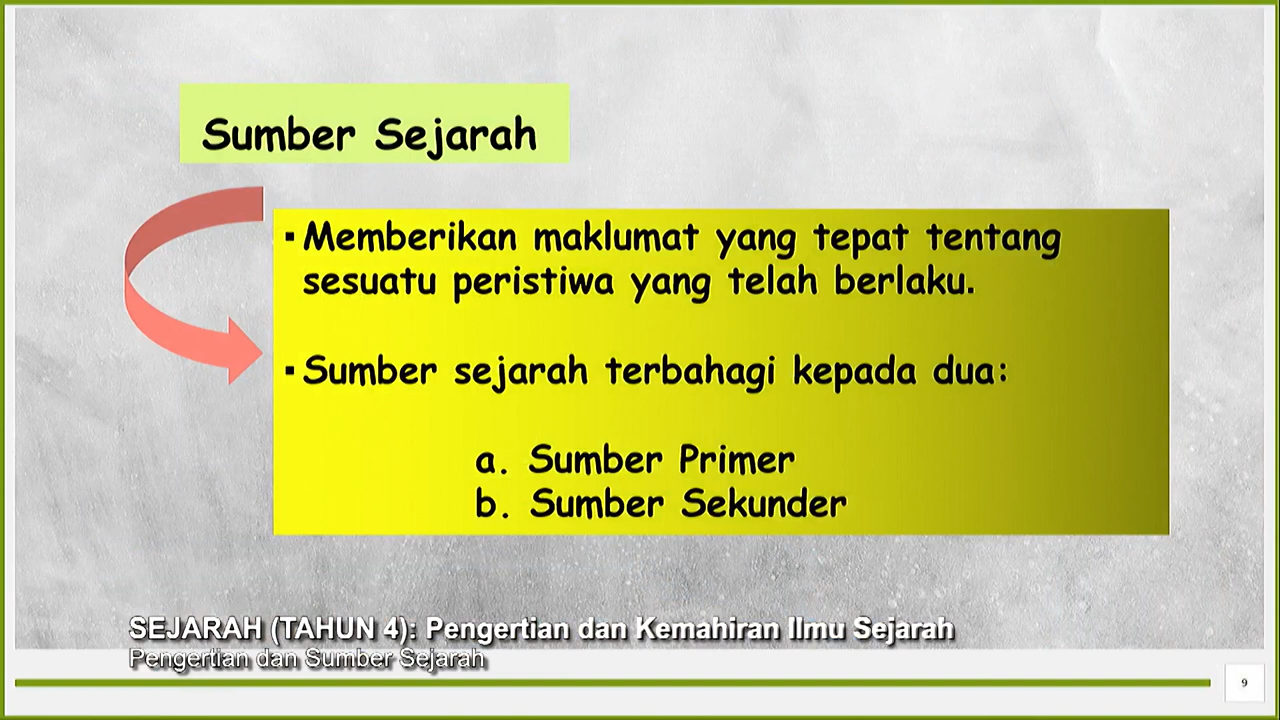 Sumber Sejarah
▪ Memberikan maklumat yang tepat tentang
sesuatu peristiwa yang telah berlaku.
▪ Sumber sejarah terbahagi kepada dua:
a. Sumber Primer
b. Sumber Sekunder
SEJARAH (TAHUN 4): Pengertian dan Kemahiran Ilmu Sejarah
Pengertian dan Sumber Sejarah
9